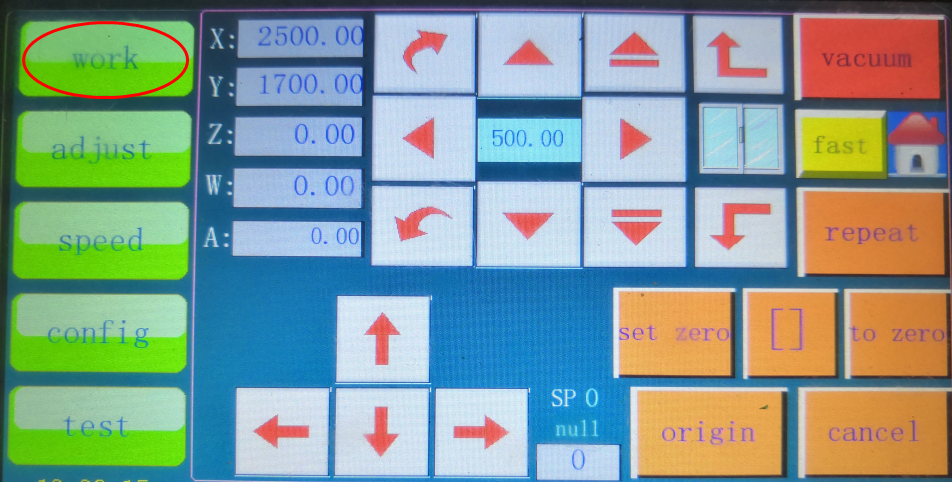 work
adjust
speed
config
test
X: 2500.00
Y: 1700.00
Z: 0.00
W: 0.00
A: 0.00
500.00
vacuum
fast
repeat
set zero
[]
to zero
SP 0
null
0
origin
cancel